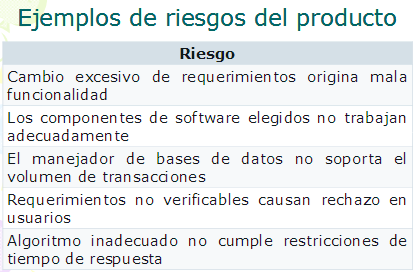 Ejemplos de riesgos del producto
Riesgo
Cambio excesivo de requerimientos origina mala
funcionalidad
Los componentes de software elegidos no trabajan
adecuadamente
El manejador de bases de datos no soporta el
volumen de transacciones
Requerimientos no verificables causan rechazo en
usuarios
Algoritmo inadecuado no cumple restricciones de
tiempo de respuesta